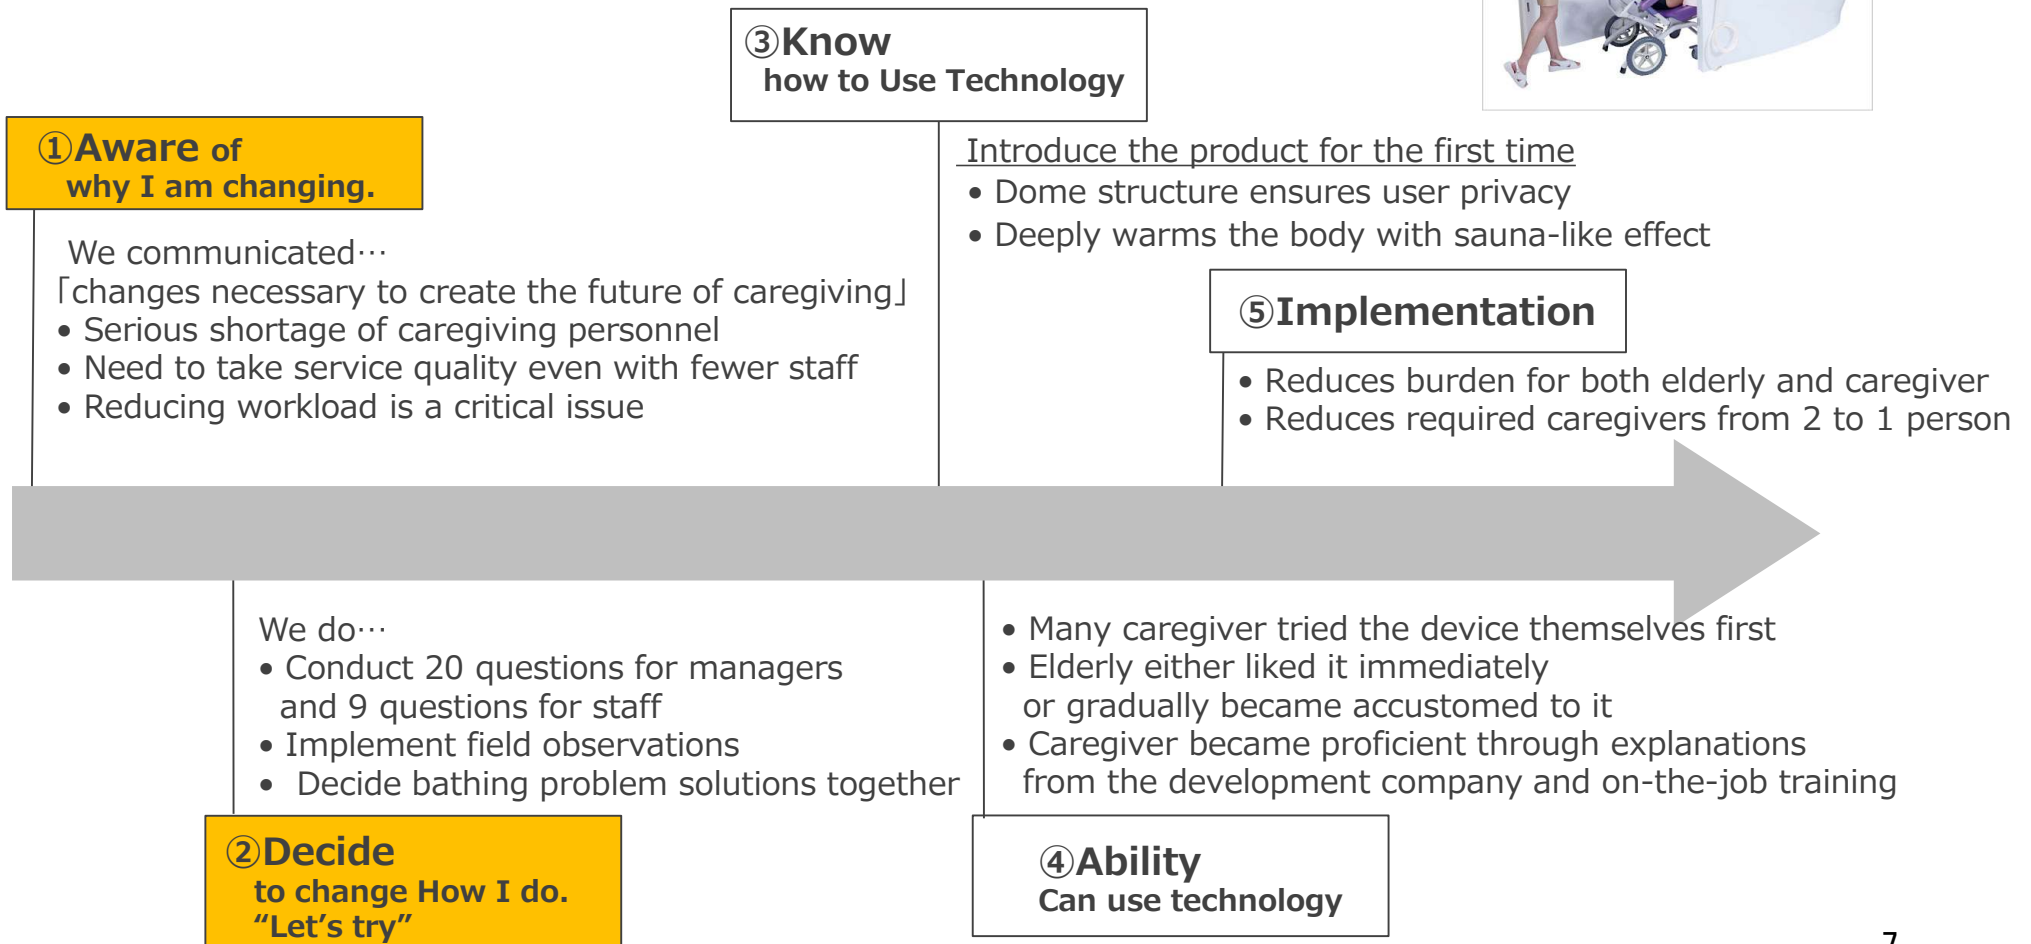 ③Know
how to Use Technology
①Aware of
why I am changing.
Introduce the product for the first time
• Dome structure ensures user privacy
• Deeply warms the body with sauna-like effect
We communicated…
「changes necessary to create the future of caregiving」
• Serious shortage of caregiving personnel
• Need to take service quality even with fewer staff
• Reducing workload is a critical issue
⑤Implementation
• Reduces burden for both elderly and caregiver
• Reduces required caregivers from 2 to 1 person
We do…
• Conduct 20 questions for managers
and 9 questions for staff
• Implement field observations
• Decide bathing problem solutions together
②Decide
to change How I do.
“Let’s try”
• Many caregiver tried the device themselves first
• Elderly either liked it immediately
or gradually became accustomed to it
• Caregiver became proficient through explanations
from the development company and on-the-job training
④Ability
Can use technology
7